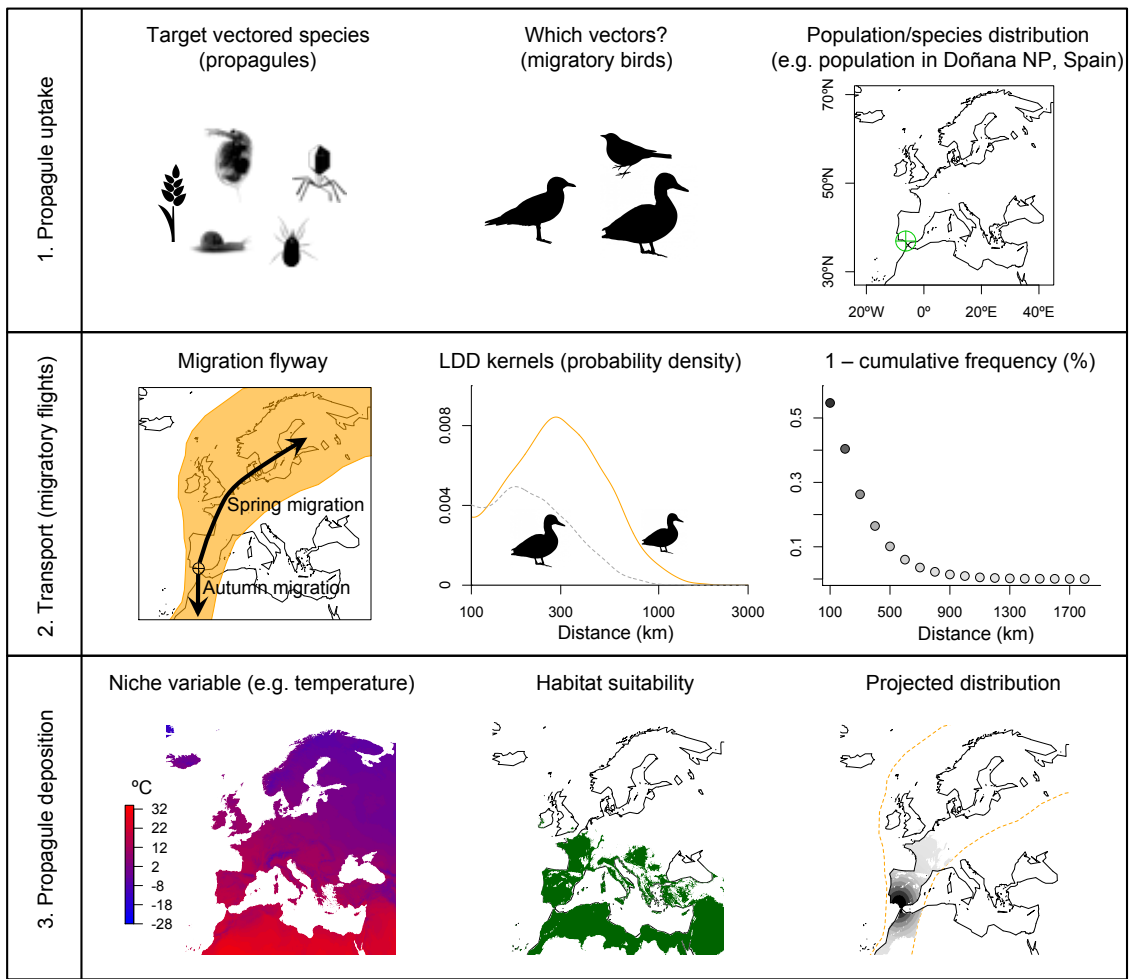 1. Propagule uptake
Target vectored species
(propagules)
Which vectors?
(migratory birds)
Population/species distribution
(e.g. population in Doñana NP, Spain)
70ºN
50ºN
30ºN
20ºW
0º
20ºE
40ºE
2. Transport (migratory flights)
Migration flyway
Spring migration
Autumn migration
LDD kernels (probability density)
0.008
0.004
0
100
300
1000
3000
Distance (km)
1 – cumulative frequency (%)
0.5
0.3
0.1
100
500
900
1300
1700
Distance (km)
3. Propagule deposition
Niche variable (e.g. temperature)
ºC
32
22
12
2
-8
-18
-28
Habitat suitability
Projected distribution